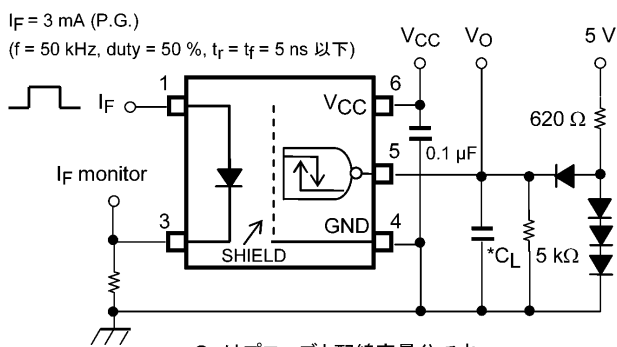 IF = 3 mA (P.G.)
(f = 50 kHz, duty = 50 %, tr = tf = 5 ns 以下)
VCC
VO
5 V
1
6
IF
VCC
620 Ω
0.1 μF
5
IF monitor
3
GND
4
SHIELD
*CL
5 kΩ